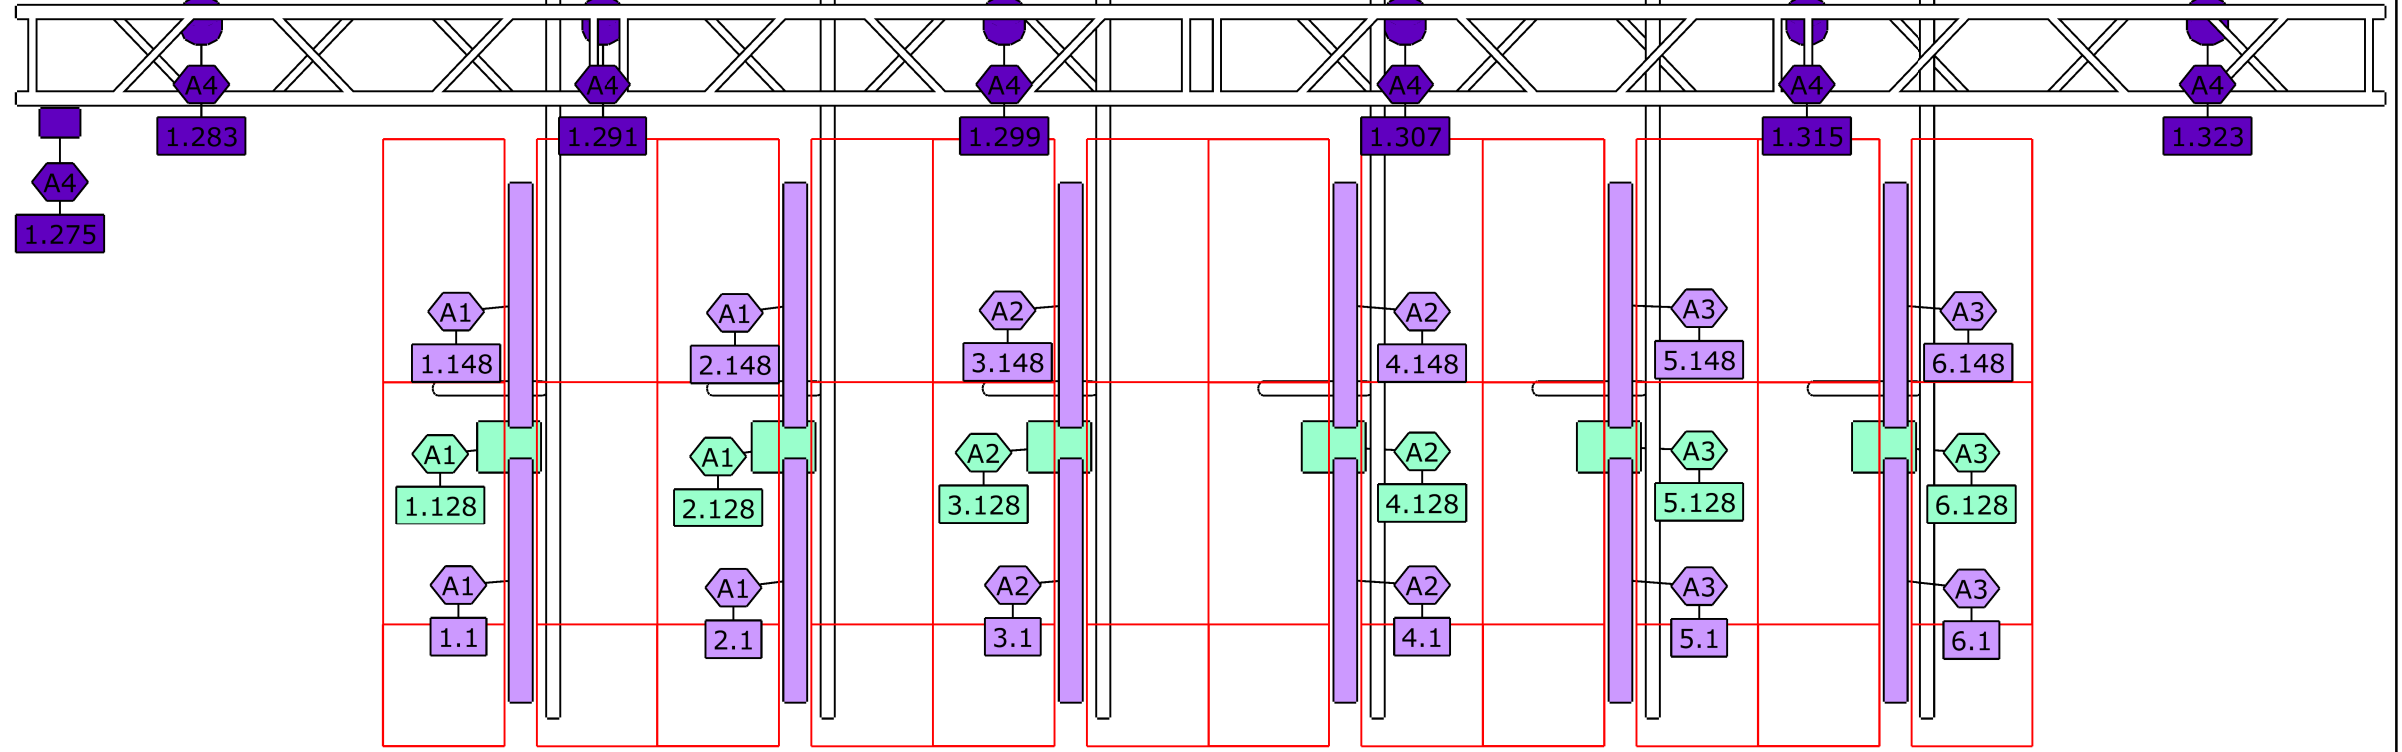 A4 A4 A4 A4 A4 A4
1.283 1.291 1.299 1.307 1.315 1.323
A4
1.275
A1 A1 A2 A2 A3 A3
1.148 2.148 3.148 4.148 5.148 6.148
A1 A1 A2 A2 A3 A3
1.128 2.128 3.128 4.128 5.128 6.128
A1 A1 A2 A2 A3 A3
1.1 2.1 3.1 4.1 5.1 6.1